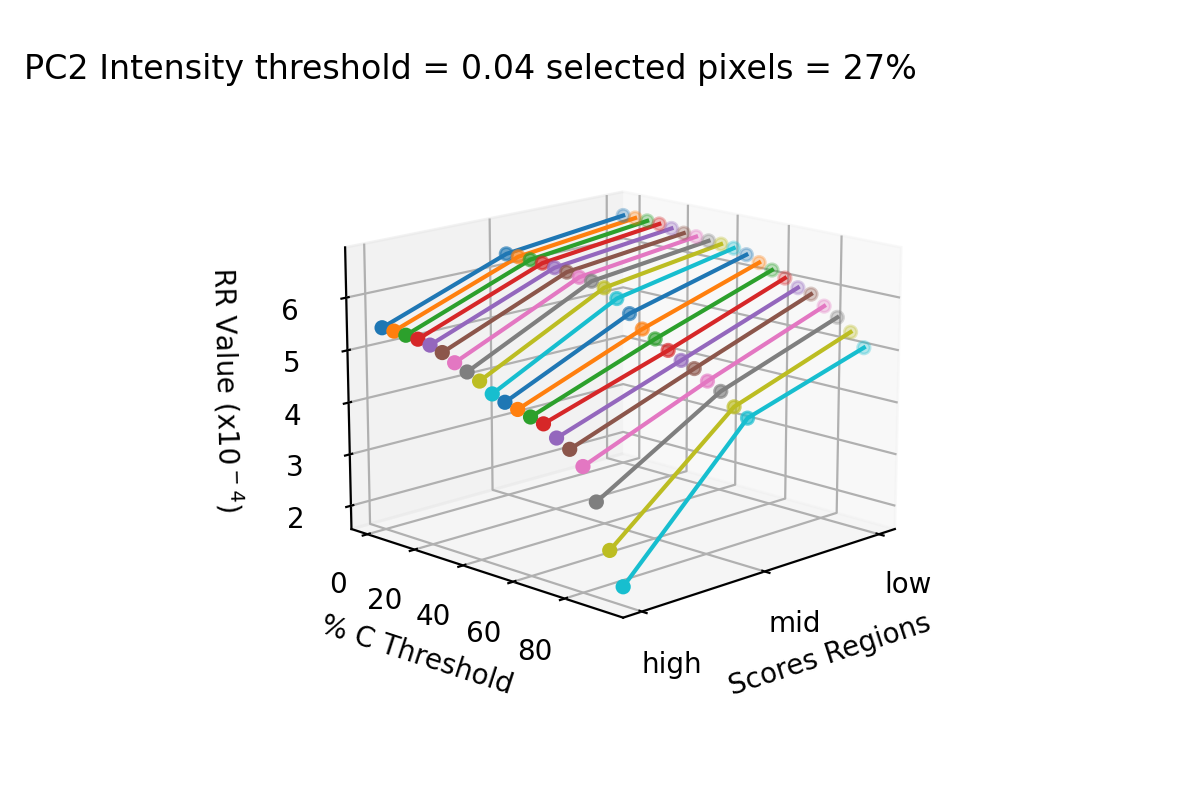 PC2 Intensity threshold = 0.04 selected pixels = 27%
RR Value (x10⁻⁴)
6
5
4
3
2
0
20
40
60
80
% C Threshold
high
mid
low
Scores Regions